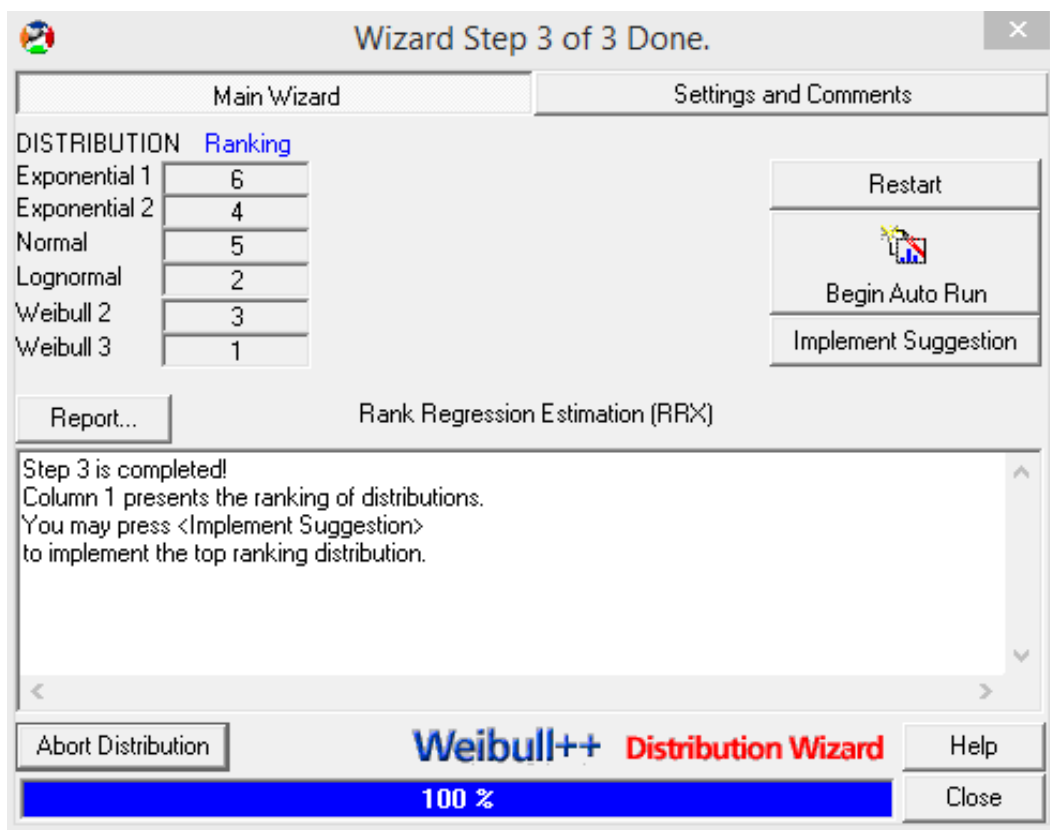 Wizard Step 3 of 3 Done.
Main Wizard Settings and Comments
DISTRIBUTION Ranking
Exponential 1 6
Exponential 2 4
Normal 5
Lognormal 2
Weibull 2 3
Weibull 3 1
Restart
Begin Auto Run
Implement Suggestion
Report... Rank Regression Estimation (RRX)
Step 3 is completed!
Column 1 presents the ranking of distributions.
You may press <Implement Suggestion>
to implement the top ranking distribution.
Abort Distribution Weibull++ Distribution Wizard Help
100 % Close